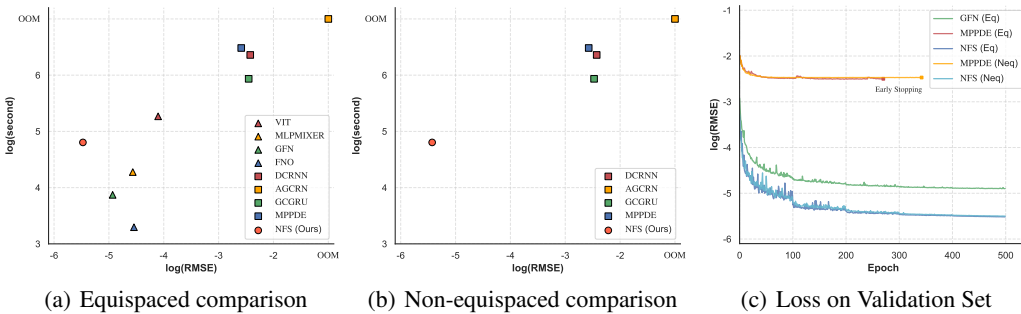 OOM
6
5
4
3
log(second)
-6
-5
-4
-3
-2
-1
OOM
log(RMSE)
VIT
MLPMIXER
GFN
FNO
DCRNN
AGCRN
GCGRU
MPPDE
NFS (Ours)
(a) Equispaced comparison
OOM
6
5
4
3
log(second)
-6
-5
-4
-3
-2
-1
OOM
log(RMSE)
DCRNN
AGCRN
GCGRU
MPPDE
NFS (Ours)
(b) Non-equispaced comparison
-1
-2
-3
-4
-5
-6
log(RMSE)
0
100
200
300
400
500
Epoch
GFN (Eq)
MPPDE (Eq)
NFS (Eq)
MPPDE (Neq)
NFS (Neq)
Early Stopping
(c) Loss on Validation Set